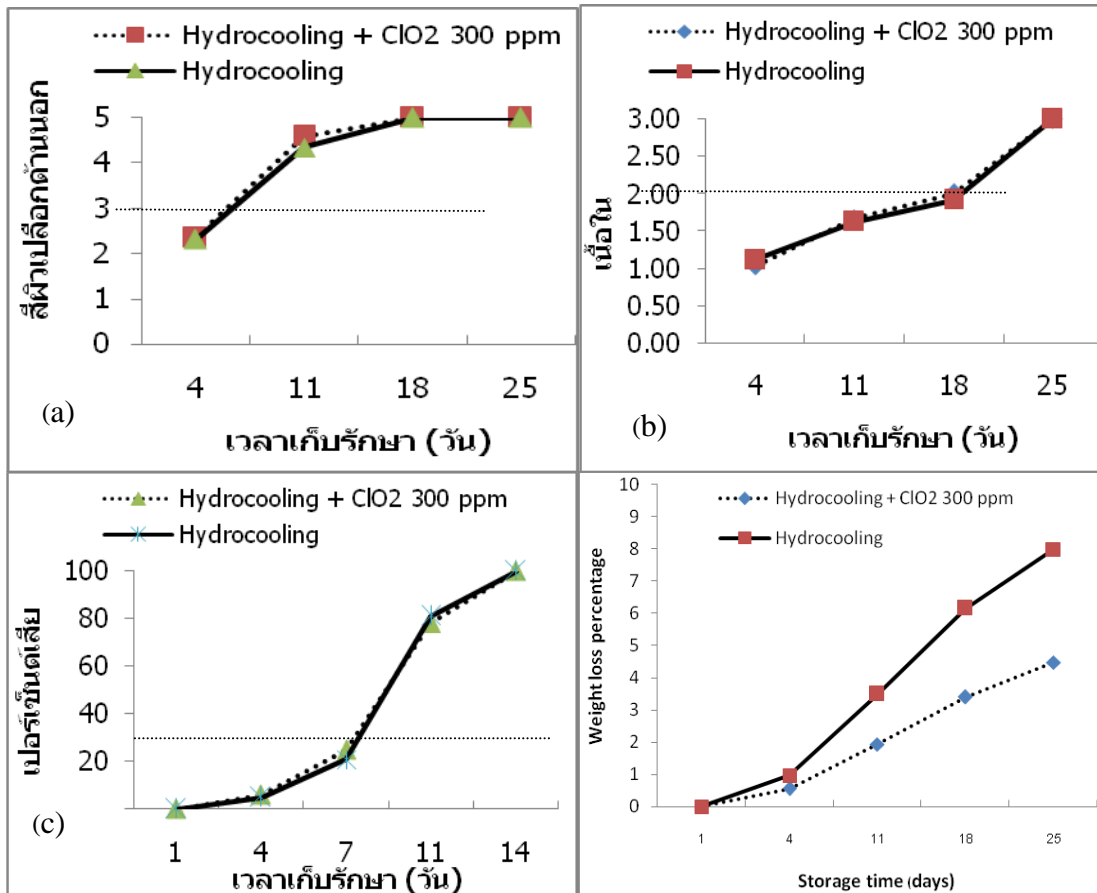 Hydrocooling + ClO2 300 ppm
Hydrocooling
สีผิวเปลือกด้านนอก
5
4
3
2
1
0
4 11 18 25
(a)
เวลาเก็บรักษา (วัน)
Hydrocooling + ClO2 300 ppm
Hydrocooling
เนื้อใน
3.00
2.50
2.00
1.50
1.00
0.50
0.00
4 11 18 25
(b)
เวลาเก็บรักษา (วัน)
Hydrocooling + ClO2 300 ppm
Hydrocooling
เปอร์เซ็นต์เสีย
100
80
60
40
20
(c)
1 4 7 11 14
เวลาเก็บรักษา (วัน)
Hydrocooling + ClO2 300 ppm
Hydrocooling
Weight loss percentage
10
9
8
7
6
5
4
3
2
1
0
1 4 11 18 25
Storage time (days)